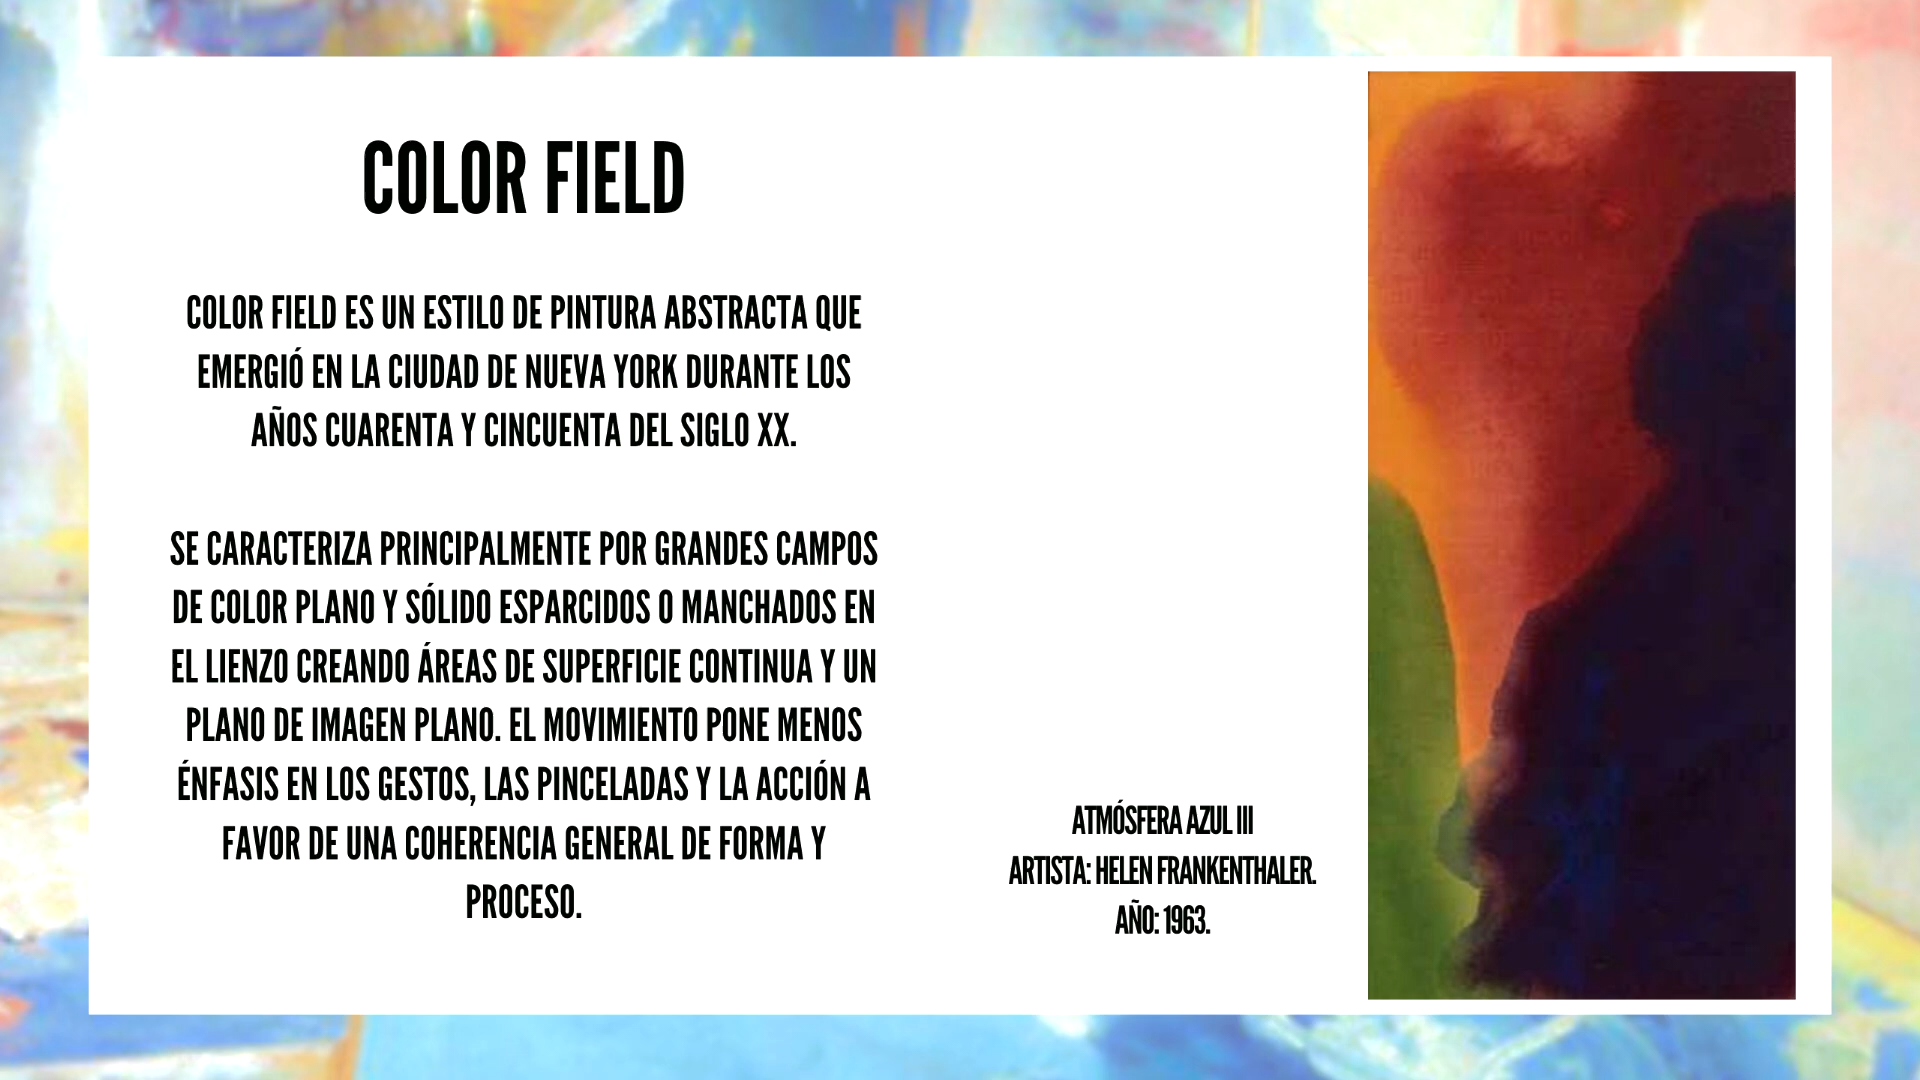 COLOR FIELD
COLOR FIELD ES UN ESTILO DE PINTURA ABSTRACTA QUE
EMERGIÓ EN LA CIUDAD DE NUEVA YORK DURANTE LOS
AÑOS CUARENTA Y CINCUENTA DEL SIGLO XX.
SE CARACTERIZA PRINCIPALMENTE POR GRANDES CAMPOS
DE COLOR PLANO Y SÓLIDO ESPARCIDOS O MANCHADOS EN
EL LIENZO CREANDO ÁREAS DE SUPERFICIE CONTINUA Y UN
PLANO DE IMAGEN PLANO. EL MOVIMIENTO PONE MENOS
ÉNFASIS EN LOS GESTOS, LAS PINCELADAS Y LA ACCIÓN A
FAVOR DE UNA COHERENCIA GENERAL DE FORMA Y
PROCESO.
ATMÓSFERA AZUL III
ARTISTA: HELEN FRANKENTHALER.
AÑO: 1963.